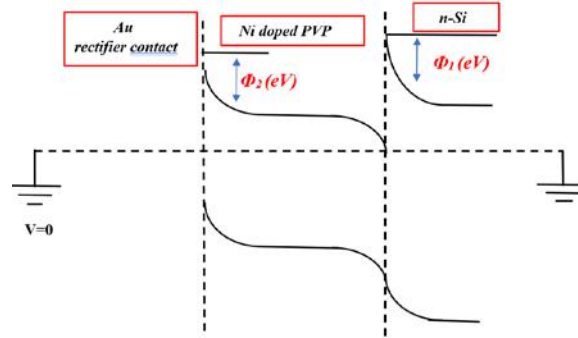 Au
rectifier contact
Ni doped PVP
n-Si
Φ2(eV)
Φ1(eV)
V=0